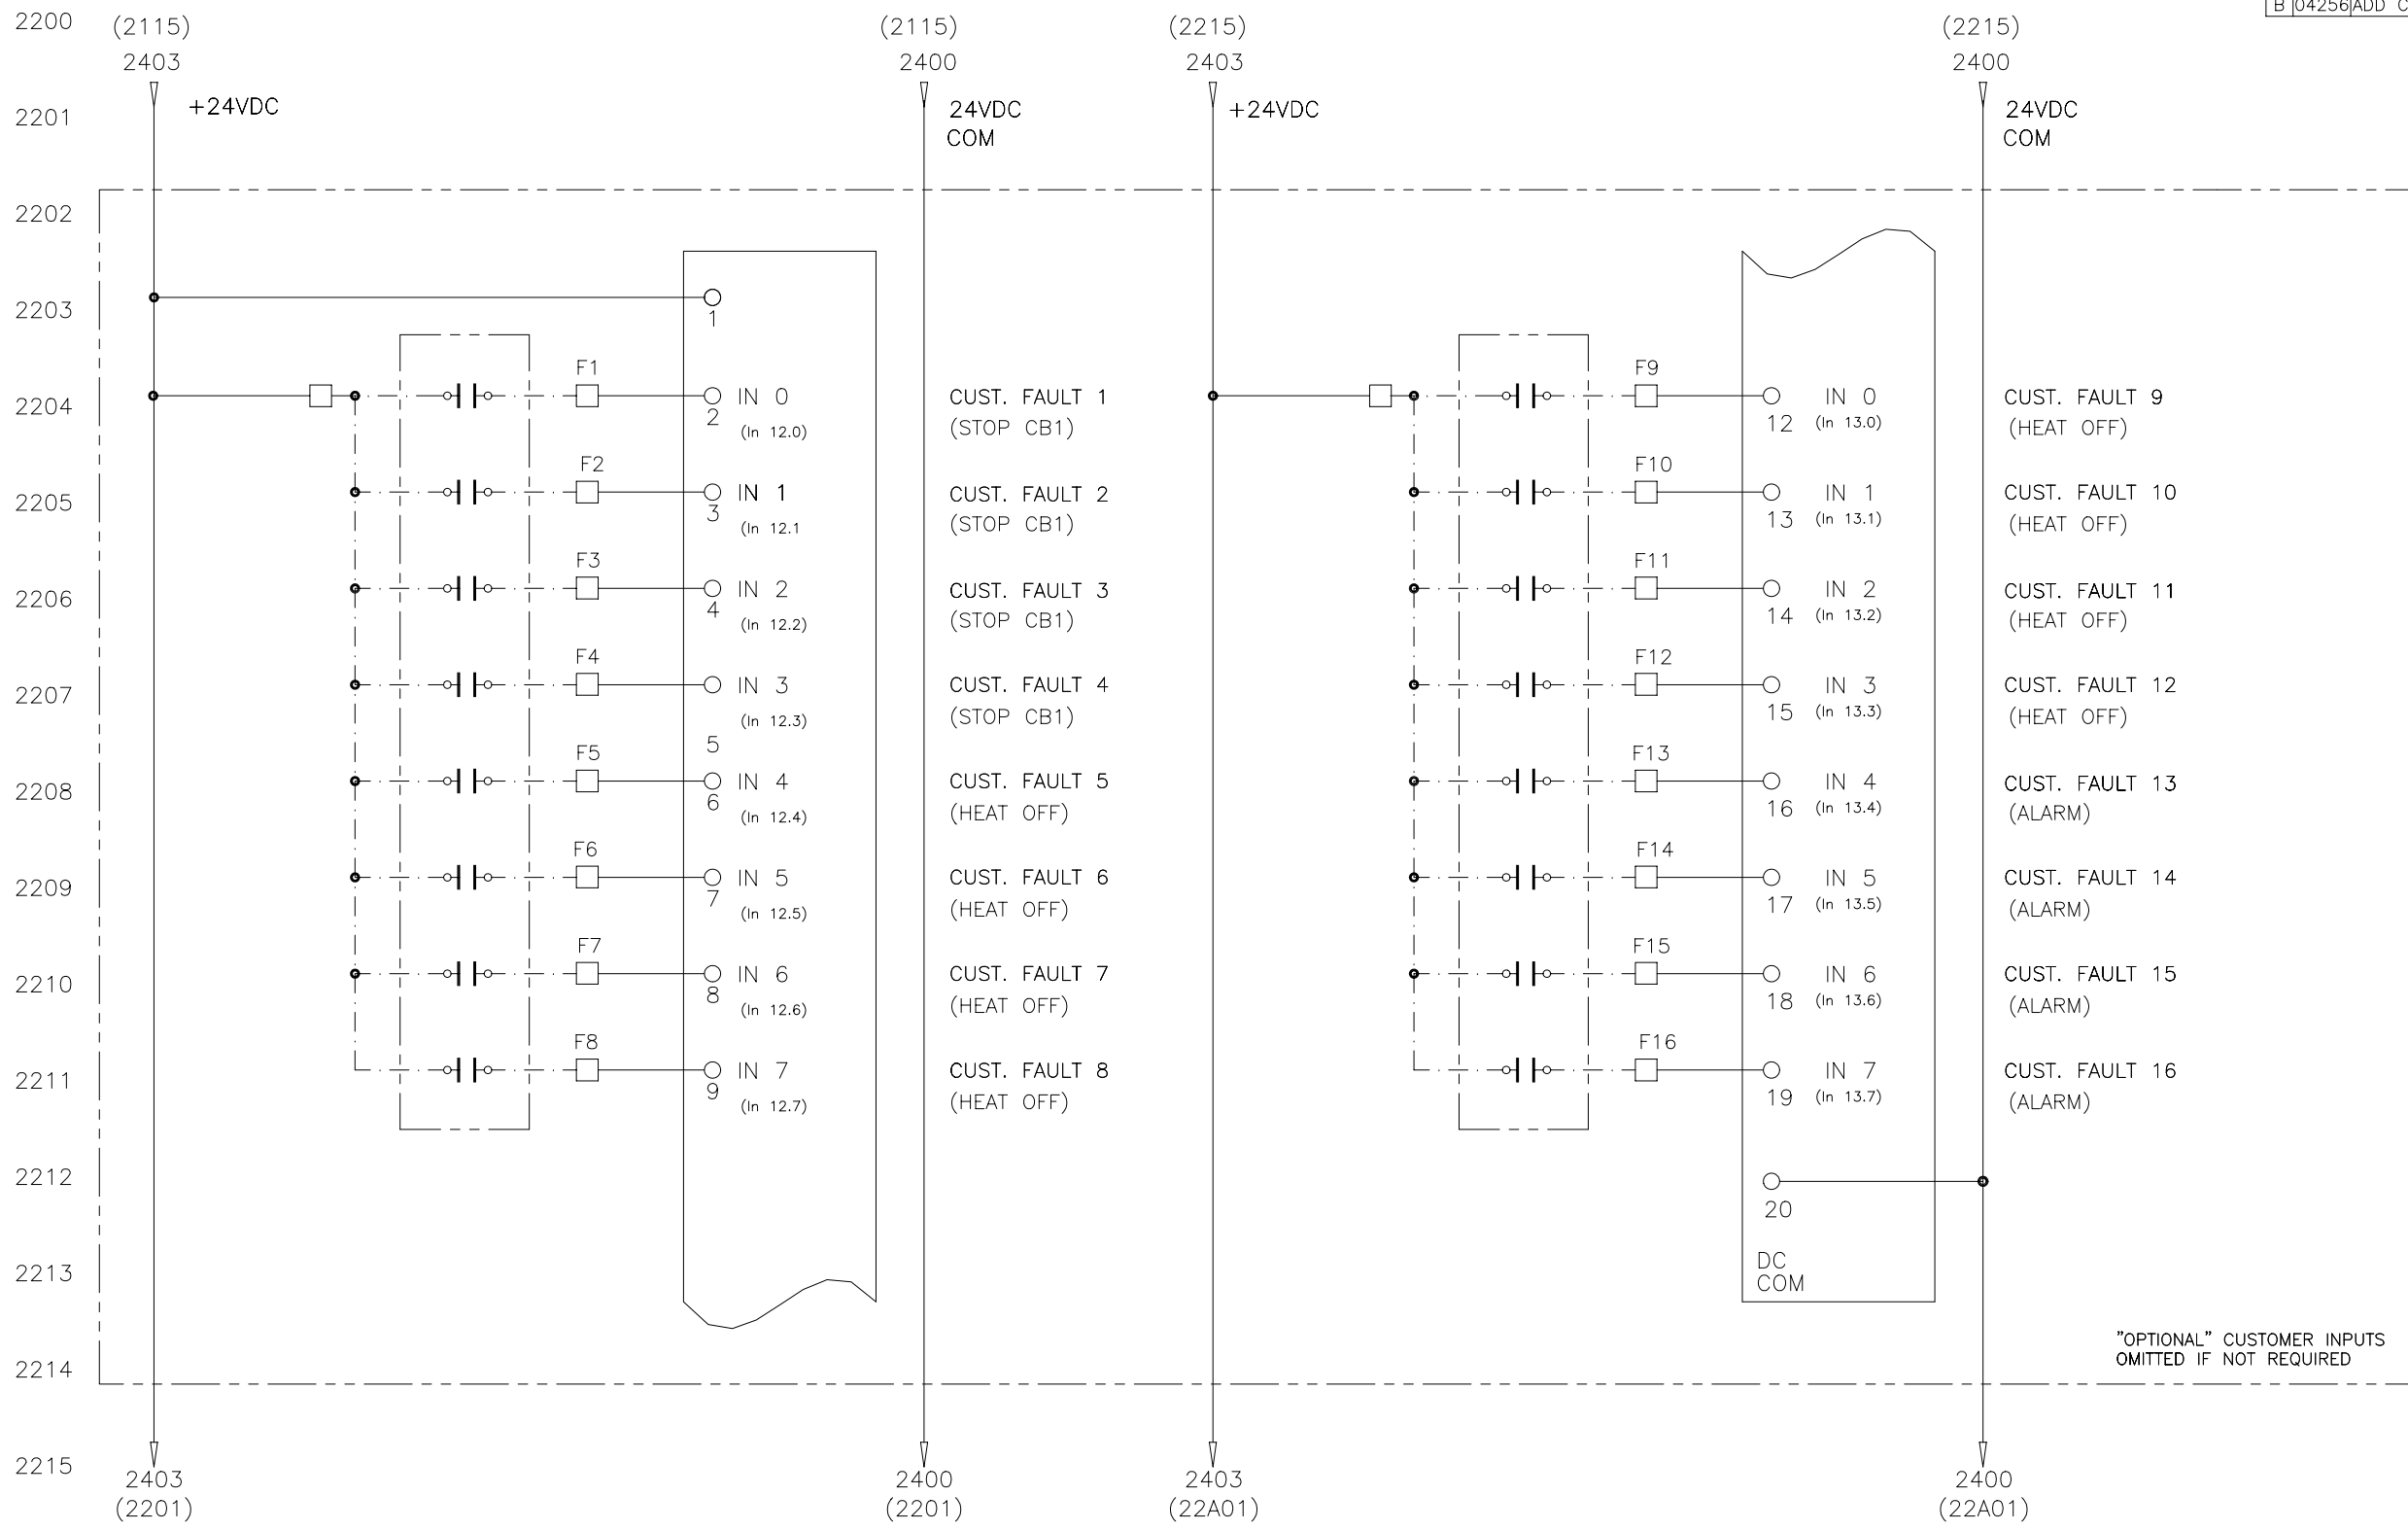 B 04256 ADD C
2200 (2115) (2115) (2215) (2215)
2403 2400 2403 2400
2201 +24VDC 24VDC +24VDC 24VDC
COM COM
2202
2203
1
F1 F9
2204 IN 0 CUST. FAULT 1 IN 0 CUST. FAULT 9
2 (In 12.0) (STOP CB1) 12 (In 13.0) (HEAT OFF)
F2 F10
2205 IN 1 CUST. FAULT 2 IN 1 CUST. FAULT 10
3 (In 12.1 (STOP CB1) 13 (In 13.1) (HEAT OFF)
F3 F11
2206 IN 2 CUST. FAULT 3 IN 2 CUST. FAULT 11
4 (In 12.2) (STOP CB1) 14 (In 13.2) (HEAT OFF)
F4 F12
2207 IN 3 CUST. FAULT 4 IN 3 CUST. FAULT 12
(In 12.3) (STOP CB1) 15 (In 13.3) (HEAT OFF)
5
F5 F13
2208 IN 4 CUST. FAULT 5 IN 4 CUST. FAULT 13
6 (In 12.4) (HEAT OFF) 16 (In 13.4) (ALARM)
F6 F14
2209 IN 5 CUST. FAULT 6 IN 5 CUST. FAULT 14
7 (In 12.5) (HEAT OFF) 17 (In 13.5) (ALARM)
F7 F15
2210 IN 6 CUST. FAULT 7 IN 6 CUST. FAULT 15
8 (In 12.6) (HEAT OFF) 18 (In 13.6) (ALARM)
F8 F16
2211 IN 7 CUST. FAULT 8 IN 7 CUST. FAULT 16
9 (In 12.7) (HEAT OFF) 19 (In 13.7) (ALARM)
2212
20
2213 DC
COM
"OPTIONAL" CUSTOMER INPUTS
2214 OMITTED IF NOT REQUIRED
2215 2403 2400 2403 2400
(2201) (2201) (22A01) (22A01)